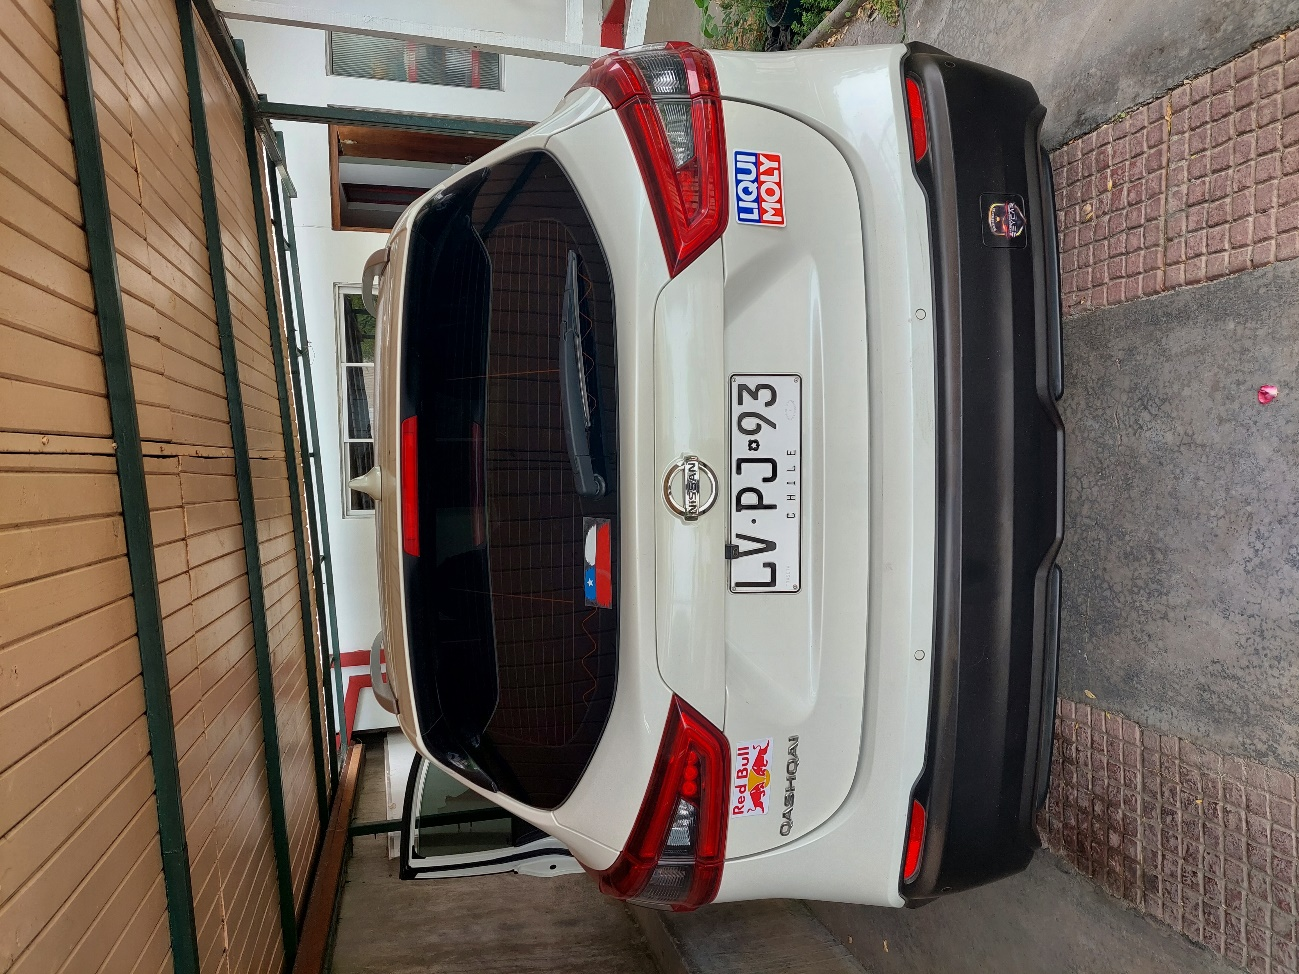 NISSAN
LV·PJ 93
CHILE
Red Bull
QASHQAI
LIQUI
MOLY